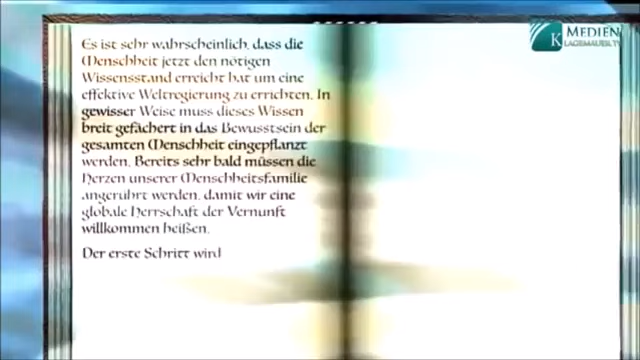 Es ist sehr wahrscheinlich, dass die
Menschheit jetzt den nötigen
Wissensstand erreicht hat um eine
effektive Weltregierung zu errichten. In
gewisser Weise muss dieses Wissen
breit gefächert in das Bewusstsein der
gesamten Menschheit eingepflanzt
werden. Bereits sehr bald müssen die
Herzen unserer Menschheitsfamilie
angerührt werden, damit wir eine
globale Herrschaft der Vernunft
willkommen heißen.
Der erste Schritt wird
K MEDIEN
KLAGEMAUER.TV